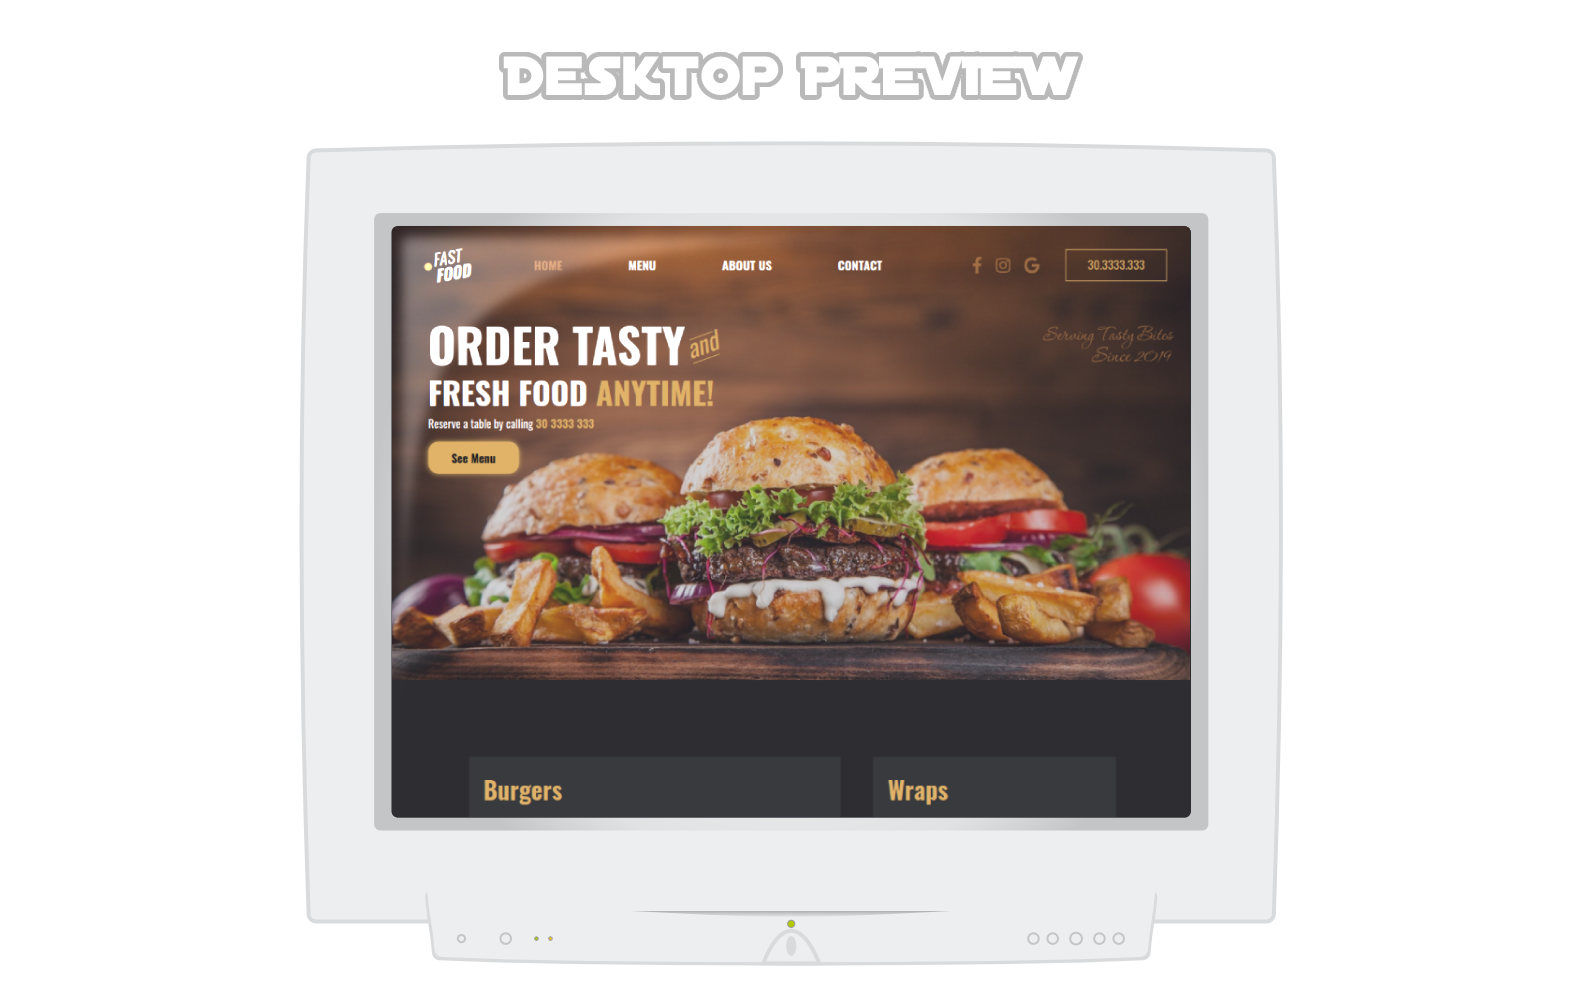 DESKTOP PREVIEW
FAST
FOOD
HOME MENU ABOUT US CONTACT
30.3333.333
ORDER TASTY and
FRESH FOOD ANYTIME!
Reserve a table by calling 30 3333 333
See Menu
Serving Tasty Bites
Since 2019
Burgers
Wraps